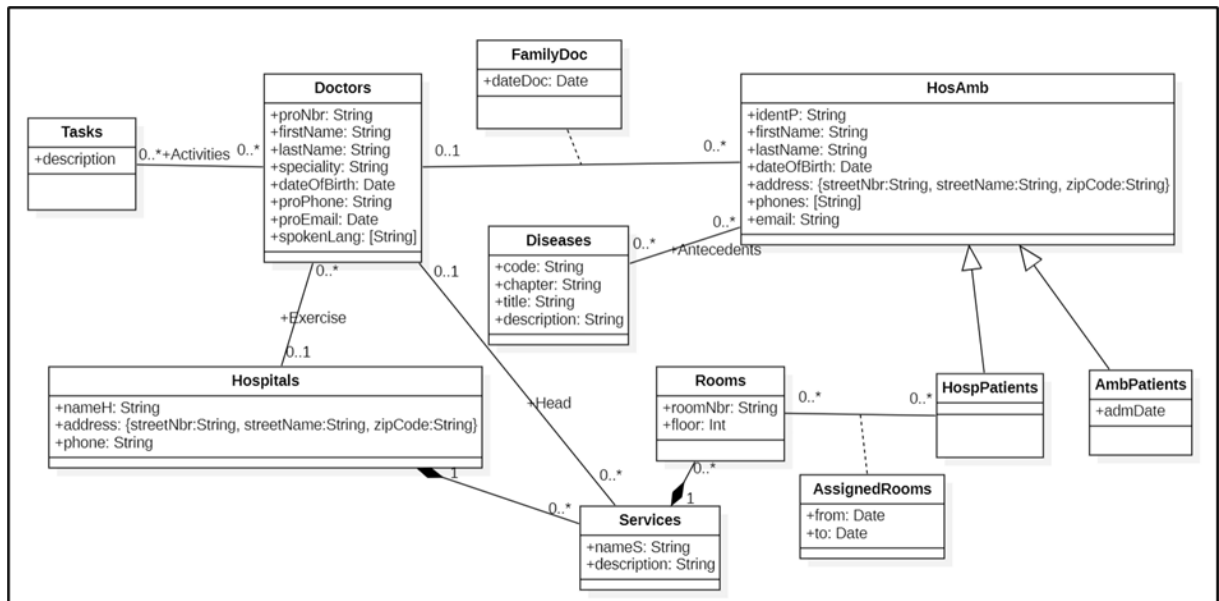 FamilyDoc
+dateDoc: Date
Doctors
+proNbr: String
+firstName: String
+lastName: String
+speciality: String
+dateOfBirth: Date
+proPhone: String
+proEmail: Date
+spokenLang: [String]
HosAmb
+identP: String
+firstName: String
+lastName: String
+dateOfBirth: Date
+address: {streetNbr:String, streetName:String, zipCode:String}
+phones: [String]
+email: String
Tasks
+description
0..*+Activities
0..*
0..1
0..*
Diseases
+code: String
+chapter: String
+title: String
+description: String
0..*
+Antecedents
0..*
0..*
+Exercise
0..1
0..1
+Head
0..*
Hospitals
+nameH: String
+address: {streetNbr:String, streetName:String, zipCode:String}
+phone: String
1
0..*
Rooms
+roomNbr: String
+floor: Int
0..*
0..*
HospPatients
AmbPatients
+admDate
0..*
1
AssignedRooms
+from: Date
+to: Date
Services
+nameS: String
+description: String